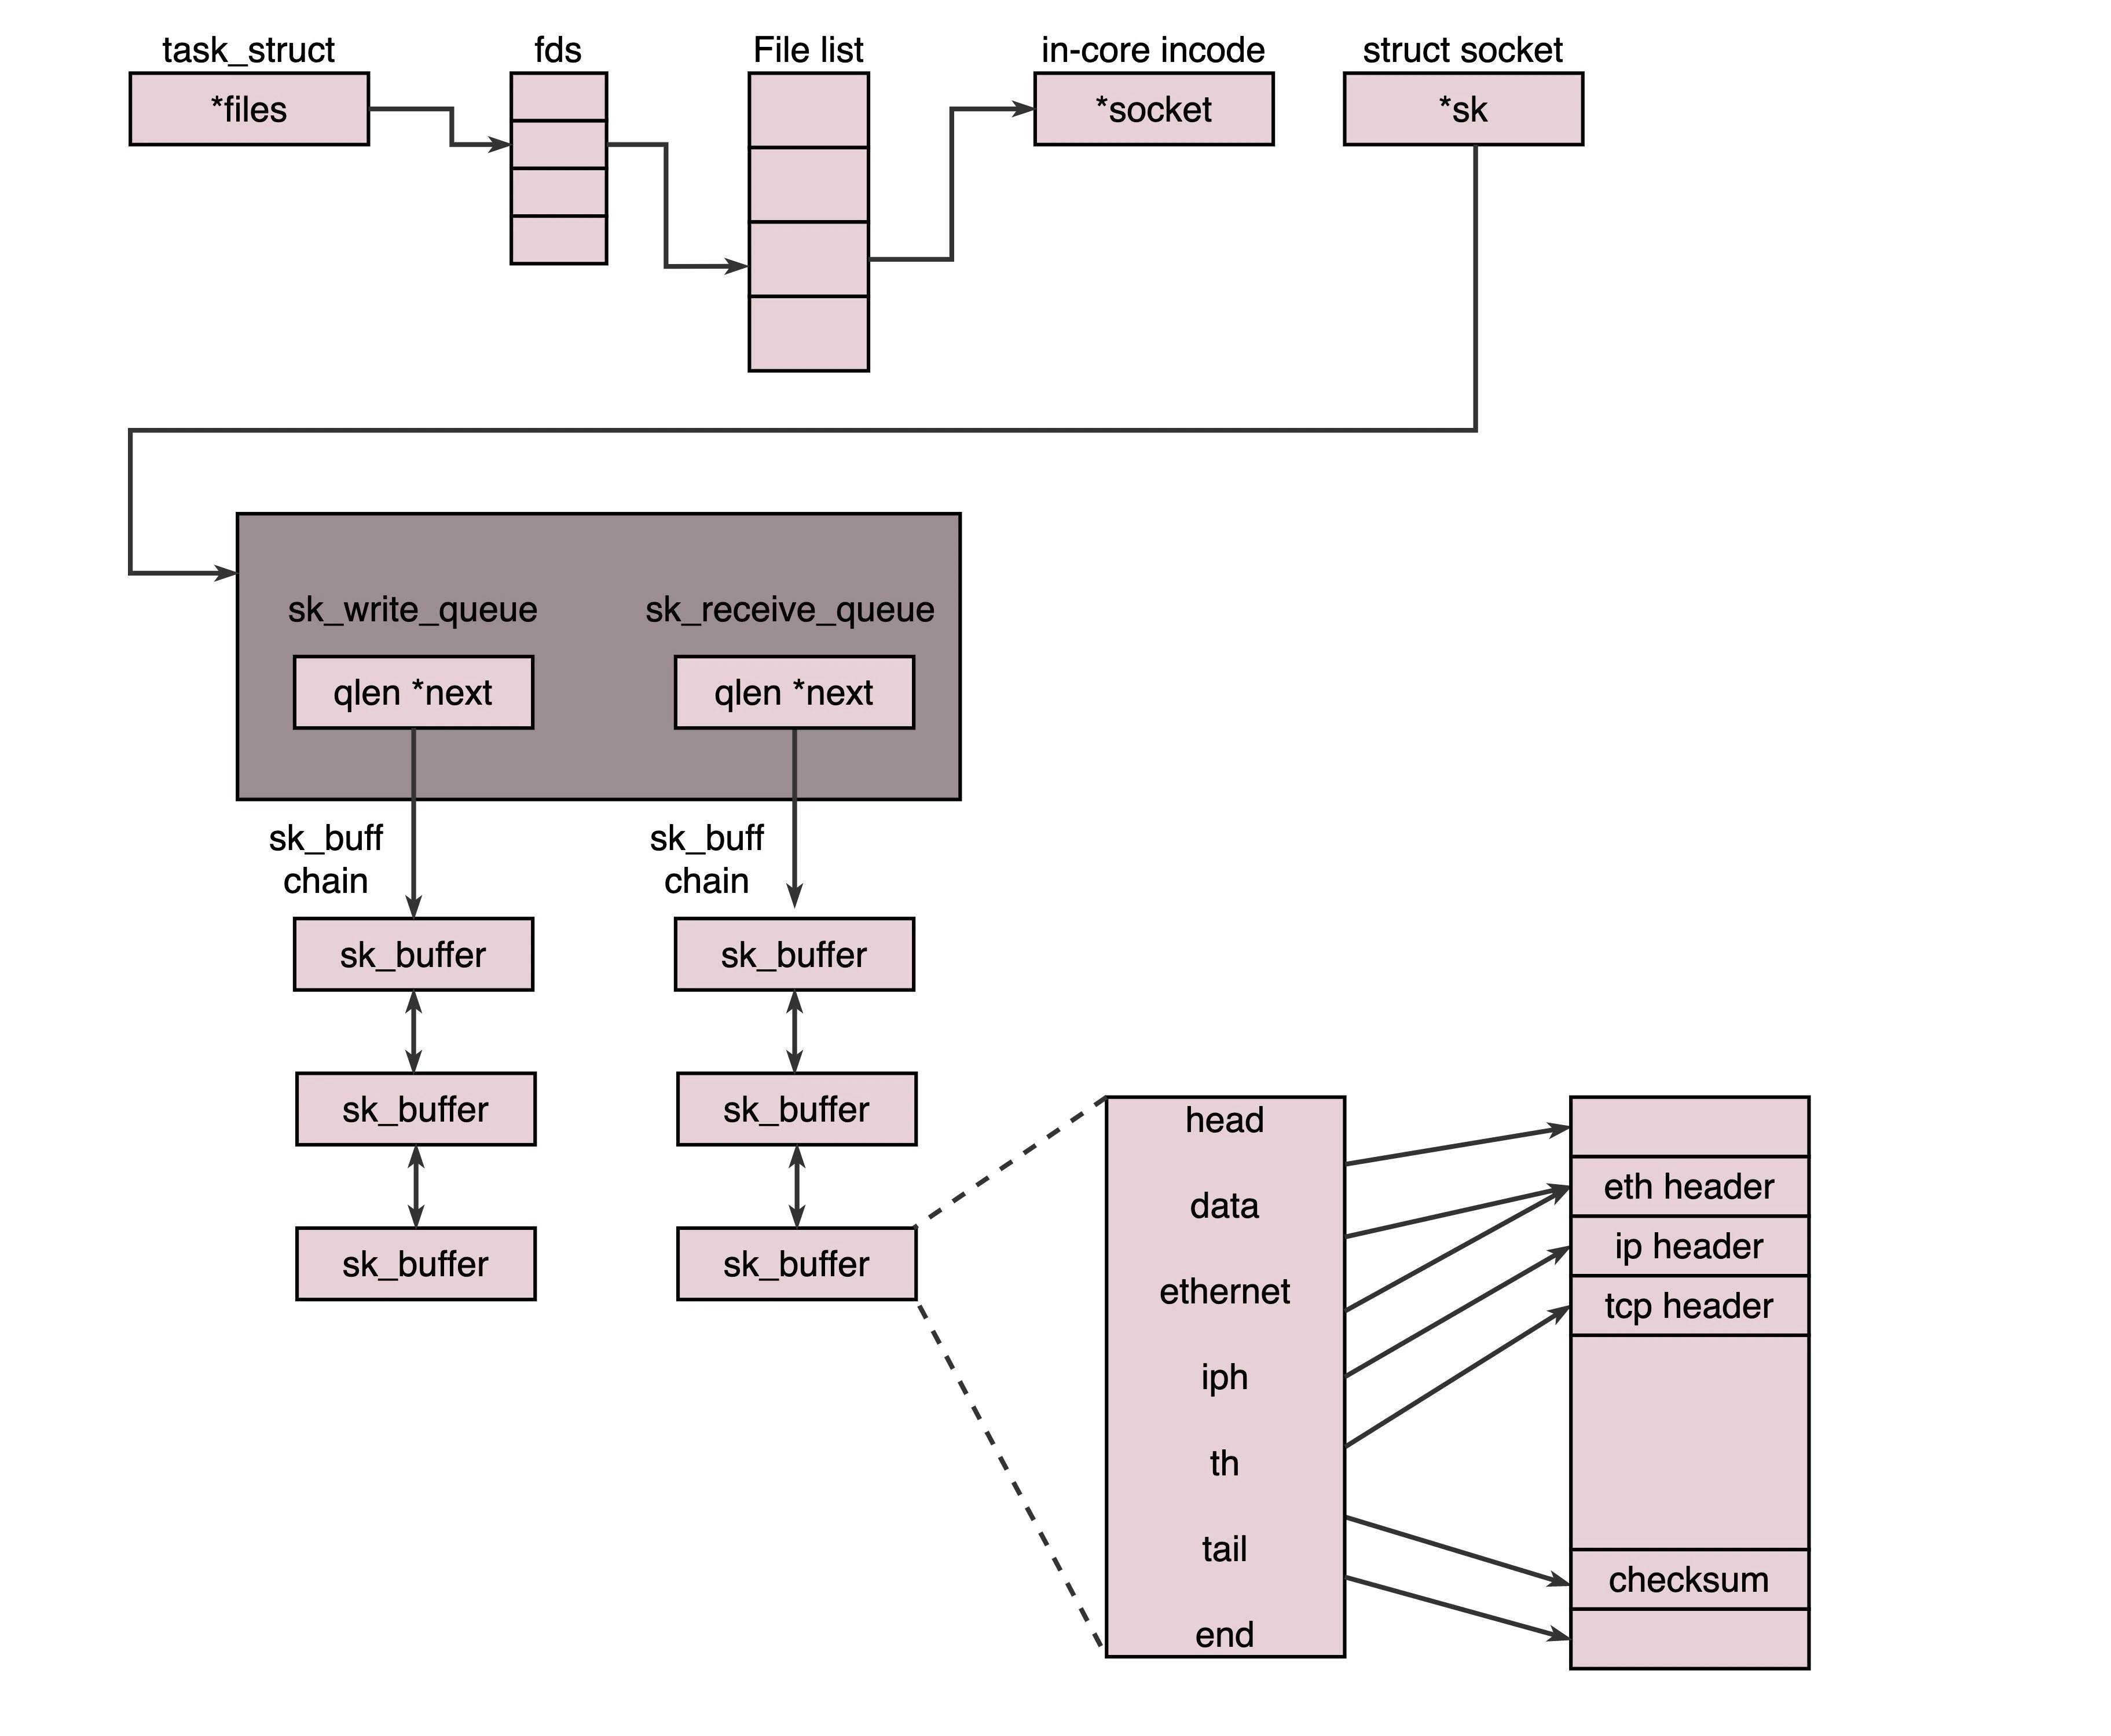 task_struct
fds
File list
in-core incode
struct socket
*files
*socket
*sk
sk_write_queue
sk_receive_queue
qlen *next
qlen *next
sk_buff
chain
sk_buff
chain
sk_buffer
sk_buffer
sk_buffer
sk_buffer
sk_buffer
sk_buffer
head
data
ethernet
iph
th
tail
end
eth header
ip header
tcp header
checksum